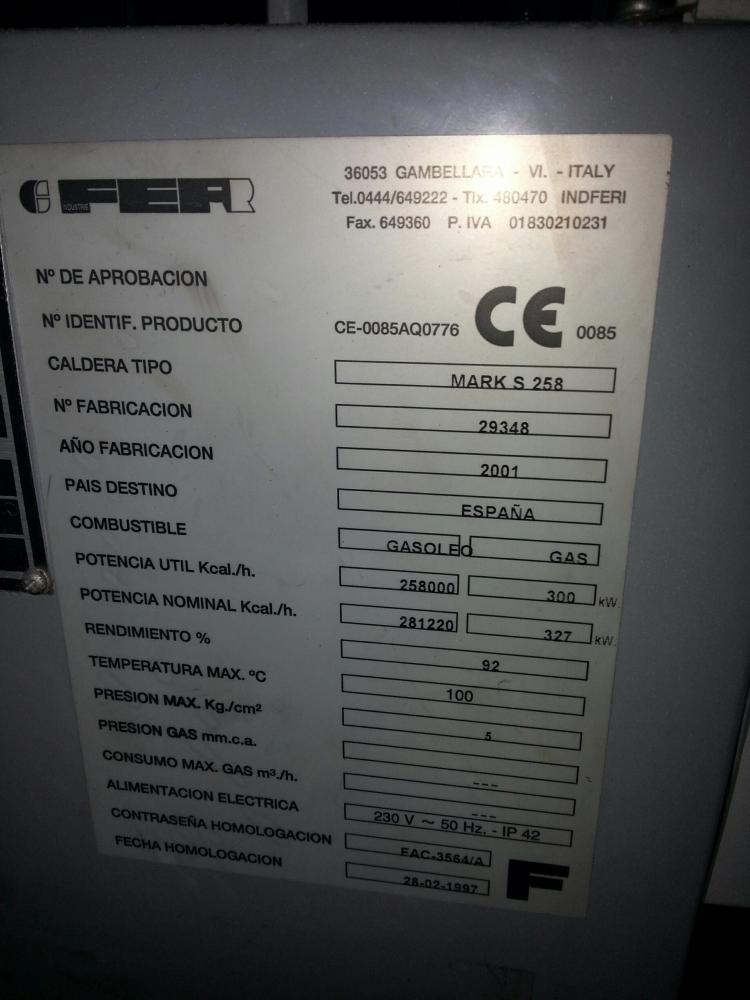 INDUSTRIE FER
36053 GAMBELLARA - VI. - ITALY
Tel.0444/649222 - Tlx. 480470 INDFERI
Fax. 649360 P. IVA 01830210231
Nº DE APROBACION
Nº IDENTIF. PRODUCTO CE-0085AQ0776 CE 0085
CALDERA TIPO MARK S 258
Nº FABRICACION 29348
AÑO FABRICACION 2001
PAIS DESTINO ESPAÑA
COMBUSTIBLE GASOLEO GAS
POTENCIA UTIL Kcal./h. 258000 300 kW.
POTENCIA NOMINAL Kcal./h. 281220 327 kW.
RENDIMIENTO % 92
TEMPERATURA MAX. ºC 100
PRESION MAX. Kg./cm² 5
PRESION GAS mm.c.a. ---
CONSUMO MAX. GAS m³./h. ---
ALIMENTACION ELECTRICA 230 V ~ 50 Hz. - IP 42
CONTRASEÑA HOMOLOGACION EAC-3564/A
FECHA HOMOLOGACION 28-02-1997
F